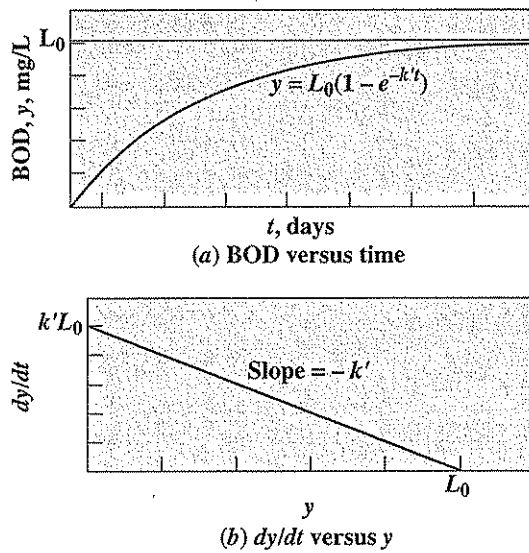 L₀
BOD, y, mg/L
y = L₀(1 – e^–k't)
t, days
(a) BOD versus time
k'L₀
dy/dt
Slope = – k'
L₀
y
(b) dy/dt versus y